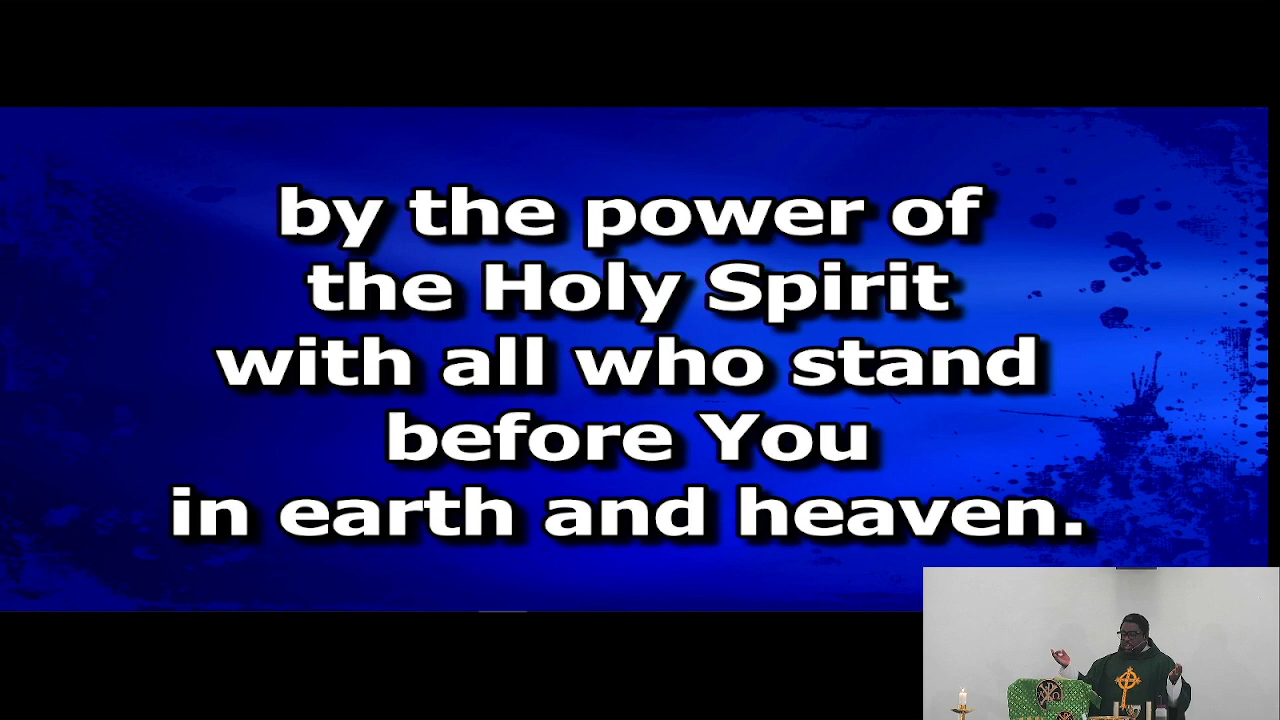 by the power of
the Holy Spirit
with all who stand
before You
in earth and heaven.